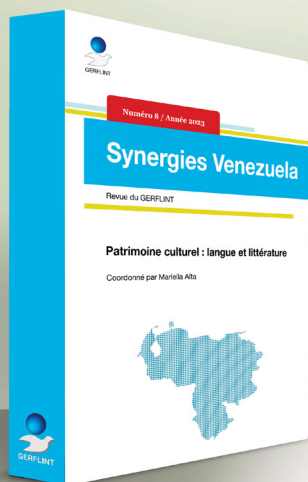 GERFLINT
Numéro 8 / Année 2023
Synergies Venezuela
Revue du GERFLINT
Patrimoine culturel : langue et littérature
Coordonné par Mariella Aïta
GERFLINT